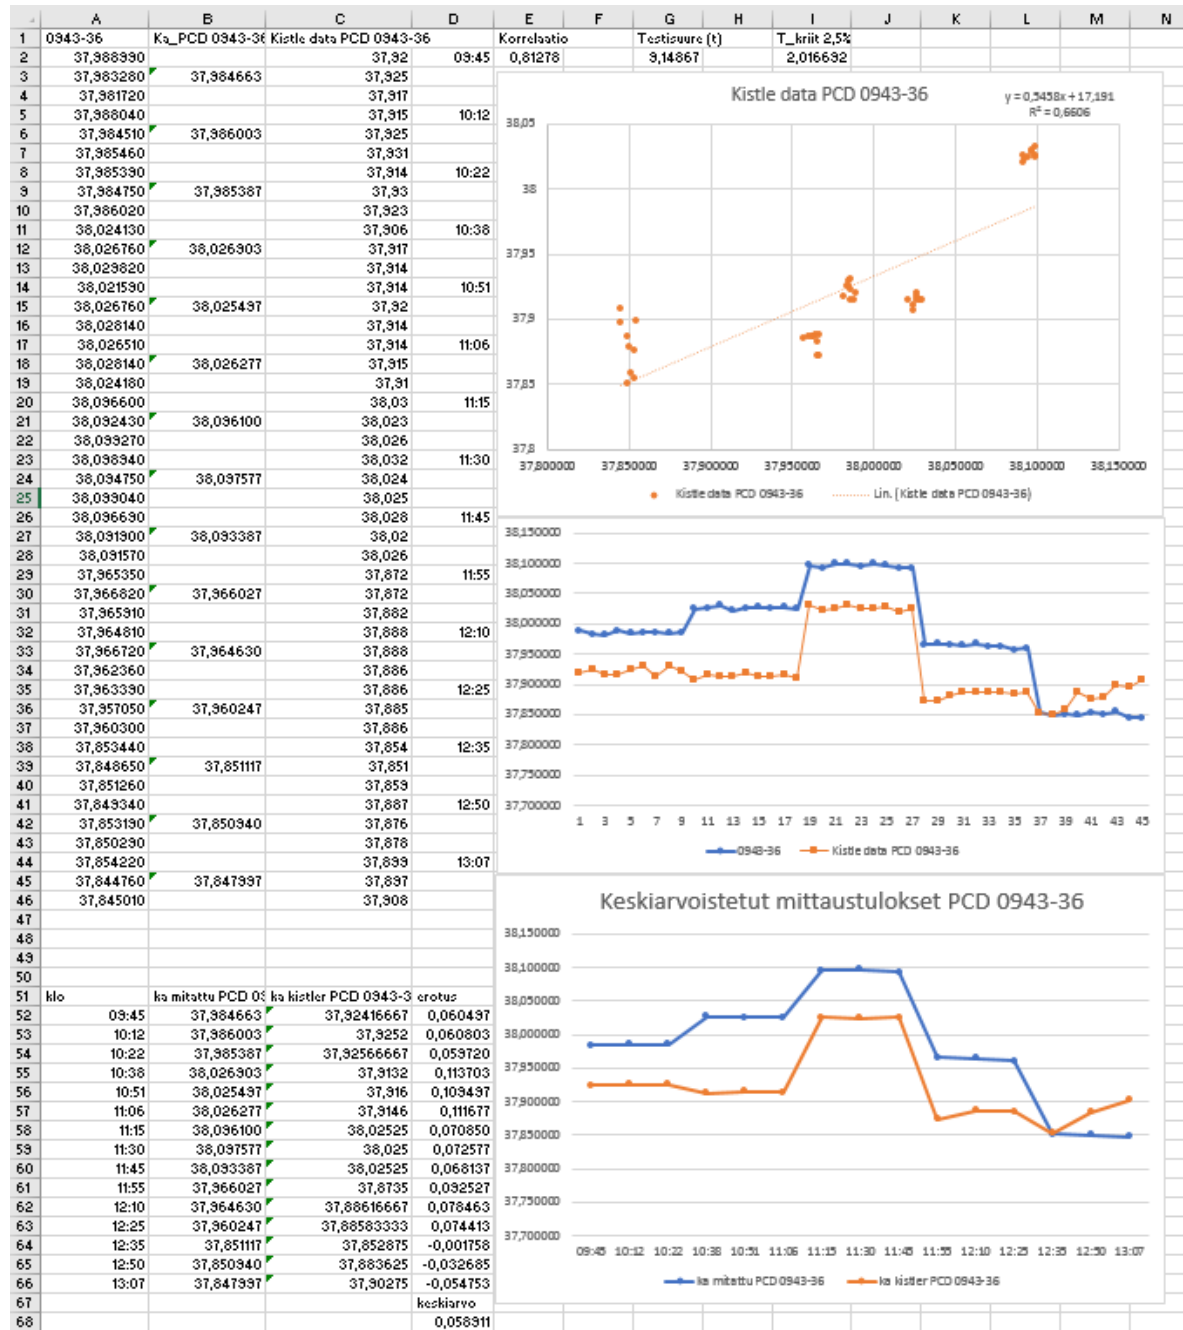 A B C D E F G H I J K L M N
1 0943-36 Ka_PCD 0943-36 Kistle data PCD 0943-36 Korrelaatio Testisuure (t) T_kriit 2,5%
2 37,988990 37,92 09:45 0,81278 9,14867 2,016692
3 37,983280 37,984663 37,925
4 37,981720 37,917
5 37,988040 37,915 10:12
6 37,984510 37,986003 37,925
7 37,985460 37,931
8 37,985390 37,914 10:22
9 37,984750 37,985387 37,93
10 37,986020 37,923
11 38,024130 37,906 10:38
12 38,026760 38,026903 37,917
13 38,029820 37,914
14 38,021590 37,914 10:51
15 38,026760 38,025497 37,92
16 38,028140 37,914
17 38,026510 37,914 11:06
18 38,028140 38,026277 37,915
19 38,024180 37,91
20 38,096600 38,03 11:15
21 38,092430 38,096100 38,023
22 38,099270 38,026
23 38,098940 38,032 11:30
24 38,094750 38,097577 38,024
25 38,099040 38,025
26 38,096690 38,028 11:45
27 38,091900 38,093387 38,02
28 38,091570 38,026
29 37,965350 37,872 11:55
30 37,966820 37,966027 37,872
31 37,965910 37,882
32 37,964810 37,888 12:10
33 37,966720 37,964630 37,888
34 37,962360 37,886
35 37,963390 37,886 12:25
36 37,957050 37,960247 37,885
37 37,960300 37,886
38 37,853440 37,854 12:35
39 37,848650 37,851117 37,851
40 37,851260 37,859
41 37,849340 37,887 12:50
42 37,853190 37,850940 37,876
43 37,850290 37,878
44 37,854220 37,899 13:07
45 37,844760 37,847997 37,897
46 37,845010 37,908
47
48
49
50
51 klo ka mitattu PCD 09 ka kistler PCD 0943-3 erotus
52 09:45 37,984663 37,92416667 0,060497
53 10:12 37,986003 37,9252 0,060803
54 10:22 37,985387 37,92566667 0,059720
55 10:38 38,026903 37,9132 0,113703
56 10:51 38,025497 37,916 0,109497
57 11:06 38,026277 37,9146 0,111677
58 11:15 38,096100 38,02525 0,070850
59 11:30 38,097577 38,025 0,072577
60 11:45 38,093387 38,02525 0,068137
61 11:55 37,966027 37,8735 0,092527
62 12:10 37,964630 37,88616667 0,078463
63 12:25 37,960247 37,88583333 0,074413
64 12:35 37,851117 37,852875 -0,001758
65 12:50 37,850940 37,883625 -0,032685
66 13:07 37,847997 37,90275 -0,054753
67 keskiarvo
68 0,058911
Kistle data PCD 0943-36
y = 0,5458x + 17,191
R² = 0,6606
38,05
38
37,95
37,9
37,85
37,8
37,800000 37,850000 37,900000 37,950000 38,000000 38,050000 38,100000 38,150000
Kistle data PCD 0943-36 Lin. (Kistle data PCD 0943-36)
38,150000
38,100000
38,050000
38,000000
37,950000
37,900000
37,850000
37,800000
37,750000
37,700000
1 3 5 7 9 11 13 15 17 19 21 23 25 27 29 31 33 35 37 39 41 43 45
0943-36 Kistle data PCD 0943-36
Keskiarvoistetut mittaustulokset PCD 0943-36
38,150000
38,100000
38,050000
38,000000
37,950000
37,900000
37,850000
37,800000
37,750000
37,700000
09:45 10:12 10:22 10:38 10:51 11:06 11:15 11:30 11:45 11:55 12:10 12:25 12:35 12:50 13:07
ka mitattu PCD 0943-36 ka kistler PCD 0943-36